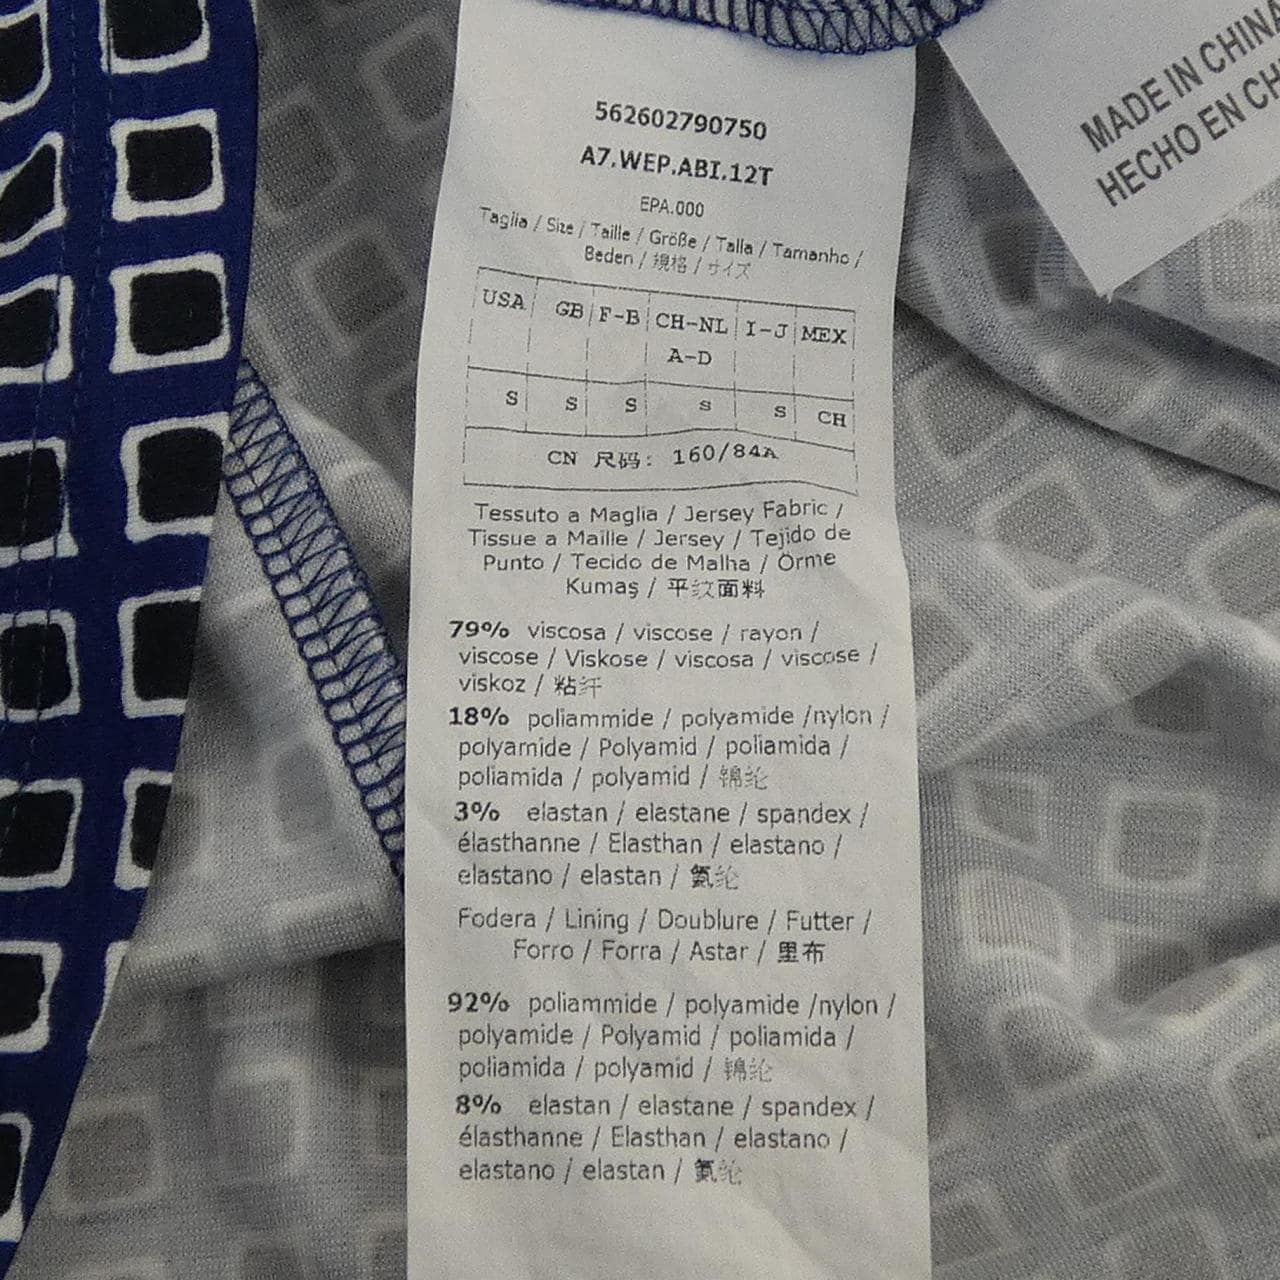 562602790750
A7.WEP.ABI.12T
EPA.000
Taglia / Size / Taille / Größe / Talla / Tamanho /
Beden / 規格 / サイズ
USA GB F-B CH-NL I-J MEX
A-D
S S S S S CH
CN 尺码: 160/84A
Tessuto a Maglia / Jersey Fabric /
Tissue a Maille / Jersey / Tejido de
Punto / Tecido de Malha / Örme
Kumaş / 平纹面料
79% viscosa / viscose / rayon /
viscose / Viskose / viscosa / viscose /
viskoz / 粘纤
18% poliammide / polyamide /nylon /
polyamide / Polyamid / poliamida /
poliamida / polyamid / 锦纶
3% elastan / elastane / spandex /
élasthanne / Elasthan / elastano /
elastano / elastan / 氨纶
Fodera / Lining / Doublure / Futter /
Forro / Forra / Astar / 里布
92% poliammide / polyamide /nylon /
polyamide / Polyamid / poliamida /
poliamida / polyamid / 锦纶
8% elastan / elastane / spandex /
élasthanne / Elasthan / elastano /
elastano / elastan / 氨纶
MADE IN CHINA
HECHO EN CH